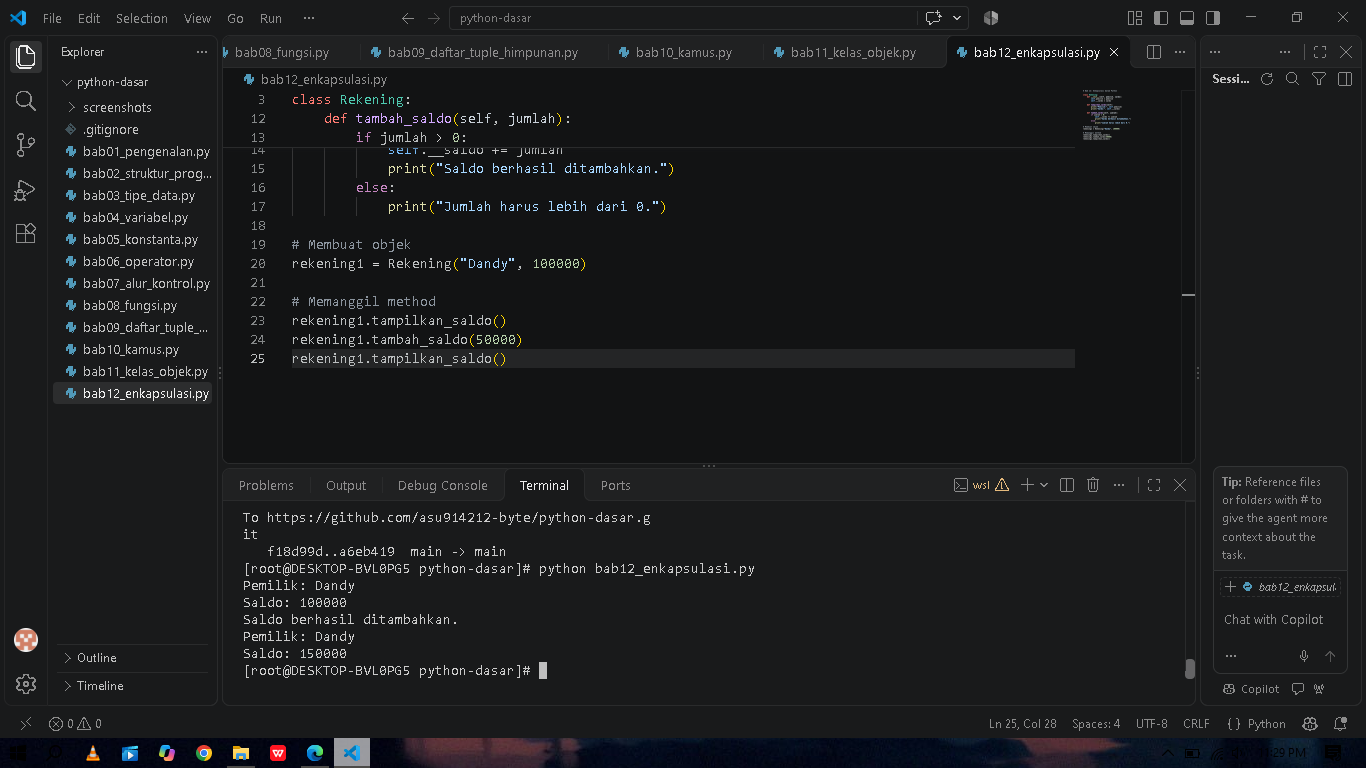 File Edit Selection View Go Run ···
python-dasar
Explorer
python-dasar
screenshots
.gitignore
bab01_pengenalan.py
bab02_struktur_prog...
bab03_tipe_data.py
bab04_variabel.py
bab05_konstanta.py
bab06_operator.py
bab07_alur_kontrol.py
bab08_fungsi.py
bab09_daftar_tuple_...
bab10_kamus.py
bab11_kelas_objek.py
bab12_enkapsulasi.py
Outline
Timeline
bab08_fungsi.py bab09_daftar_tuple_himpunan.py bab10_kamus.py bab11_kelas_objek.py bab12_enkapsulasi.py
bab12_enkapsulasi.py
3 class Rekening:
12 def tambah_saldo(self, jumlah):
13 if jumlah > 0:
14 self.__saldo += jumlah
15 print("Saldo berhasil ditambahkan.")
16 else:
17 print("Jumlah harus lebih dari 0.")
18
19 # Membuat objek
20 rekening1 = Rekening("Dandy", 100000)
21
22 # Memanggil method
23 rekening1.tampilkan_saldo()
24 rekening1.tambah_saldo(50000)
25 rekening1.tampilkan_saldo()
Problems Output Debug Console Terminal Ports
wsl
To https://github.com/asu914212-byte/python-dasar.g
it
f18d99d..a6eb419 main -> main
[root@DESKTOP-BVL0PG5 python-dasar]# python bab12_enkapsulasi.py
Pemilik: Dandy
Saldo: 100000
Saldo berhasil ditambahkan.
Pemilik: Dandy
Saldo: 150000
[root@DESKTOP-BVL0PG5 python-dasar]#
Sessi...
Tip: Reference files
or folders with # to
give the agent more
context about the
task.
bab12_enkapsul
Chat with Copilot
Copilot
0 0
Ln 25, Col 28 Spaces: 4 UTF-8 CRLF {} Python